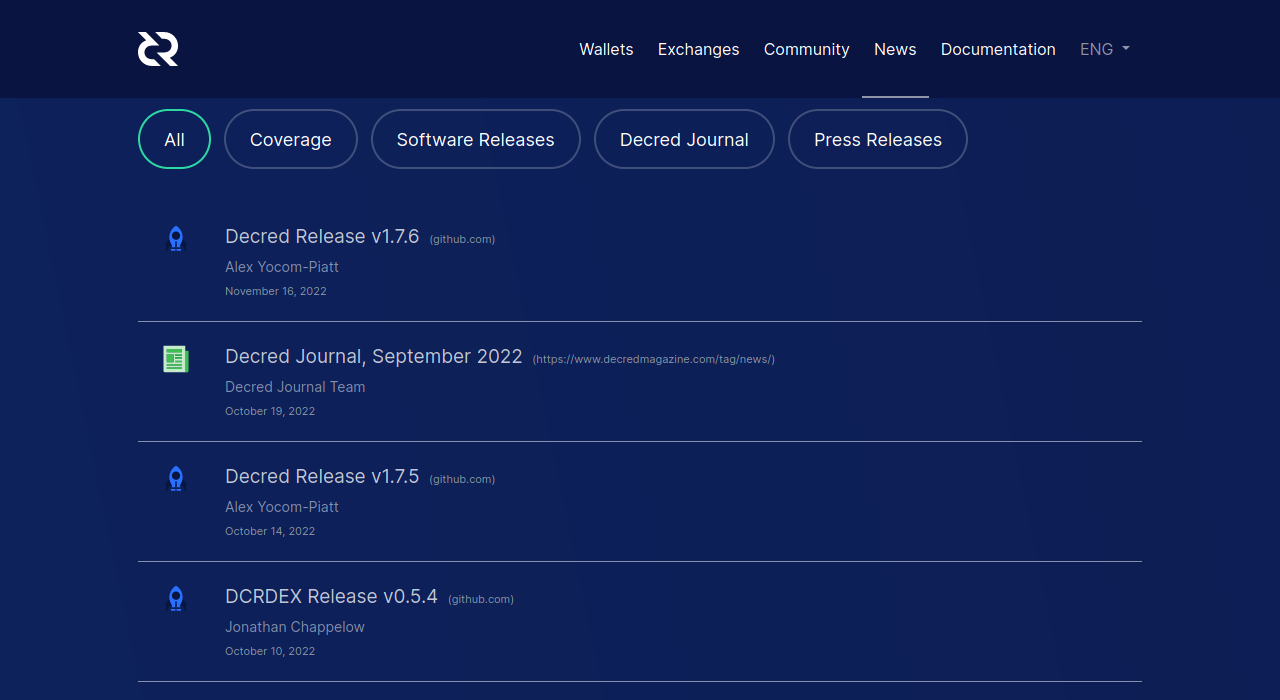 Wallets Exchanges Community News Documentation ENG
All Coverage Software Releases Decred Journal Press Releases
Decred Release v1.7.6 (github.com)
Alex Yocom-Piatt
November 16, 2022
Decred Journal, September 2022 (https://www.decredmagazine.com/tag/news/)
Decred Journal Team
October 19, 2022
Decred Release v1.7.5 (github.com)
Alex Yocom-Piatt
October 14, 2022
DCRDEX Release v0.5.4 (github.com)
Jonathan Chappelow
October 10, 2022